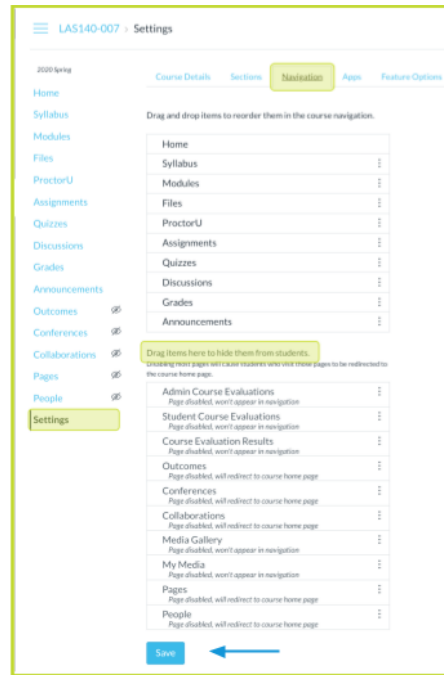 LAS140-007 › Settings
2020 Spring
Home
Syllabus
Modules
Files
ProctorU
Assignments
Quizzes
Discussions
Grades
Announcements
Outcomes
Conferences
Collaborations
Pages
People
Settings
Course Details Sections Navigation Apps Feature Options
Drag and drop items to reorder them in the course navigation.
Home
Syllabus
Modules
Files
ProctorU
Assignments
Quizzes
Discussions
Grades
Announcements
Drag items here to hide them from students.
Disabling most pages will cause students who visit those pages to be redirected to
the course home page.
Admin Course Evaluations
Page disabled, won't appear in navigation
Student Course Evaluations
Page disabled, won't appear in navigation
Course Evaluation Results
Page disabled, won't appear in navigation
Outcomes
Page disabled, will redirect to course home page
Conferences
Page disabled, will redirect to course home page
Collaborations
Page disabled, will redirect to course home page
Media Gallery
Page disabled, won't appear in navigation
My Media
Page disabled, won't appear in navigation
Pages
Page disabled, will redirect to course home page
People
Page disabled, will redirect to course home page
Save